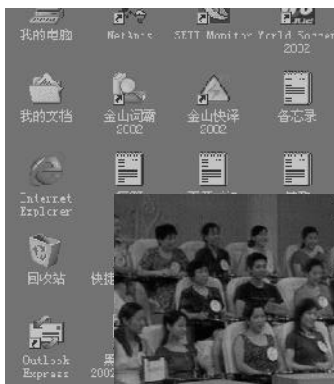 我的电脑
NetAnts
SETI Monitor
World Soccer
2002
我的文档
金山词霸
2002
金山快译
2002
备忘录
Internet
Explorer
回收站
快捷
Outlook
Express
2002